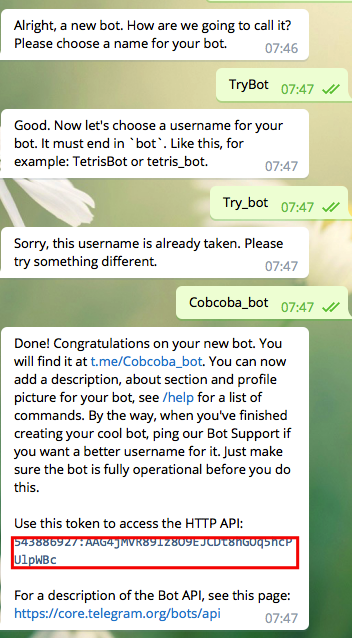 Alright, a new bot. How are we going to call it?
Please choose a name for your bot.
07:46
TryBot
07:47
Good. Now let's choose a username for your
bot. It must end in `bot`. Like this, for
example: TetrisBot or tetris_bot.
07:47
Try_bot
07:47
Sorry, this username is already taken. Please
try something different.
07:47
Cobcoba_bot
07:47
Done! Congratulations on your new bot. You
will find it at t.me/Cobcoba_bot. You can now
add a description, about section and profile
picture for your bot, see /help for a list of
commands. By the way, when you've finished
creating your cool bot, ping our Bot Support if
you want a better username for it. Just make
sure the bot is fully operational before you do
this.
Use this token to access the HTTP API:
UlpWBc
For a description of the Bot API, see this page:
https://core.telegram.org/bots/api
07:47